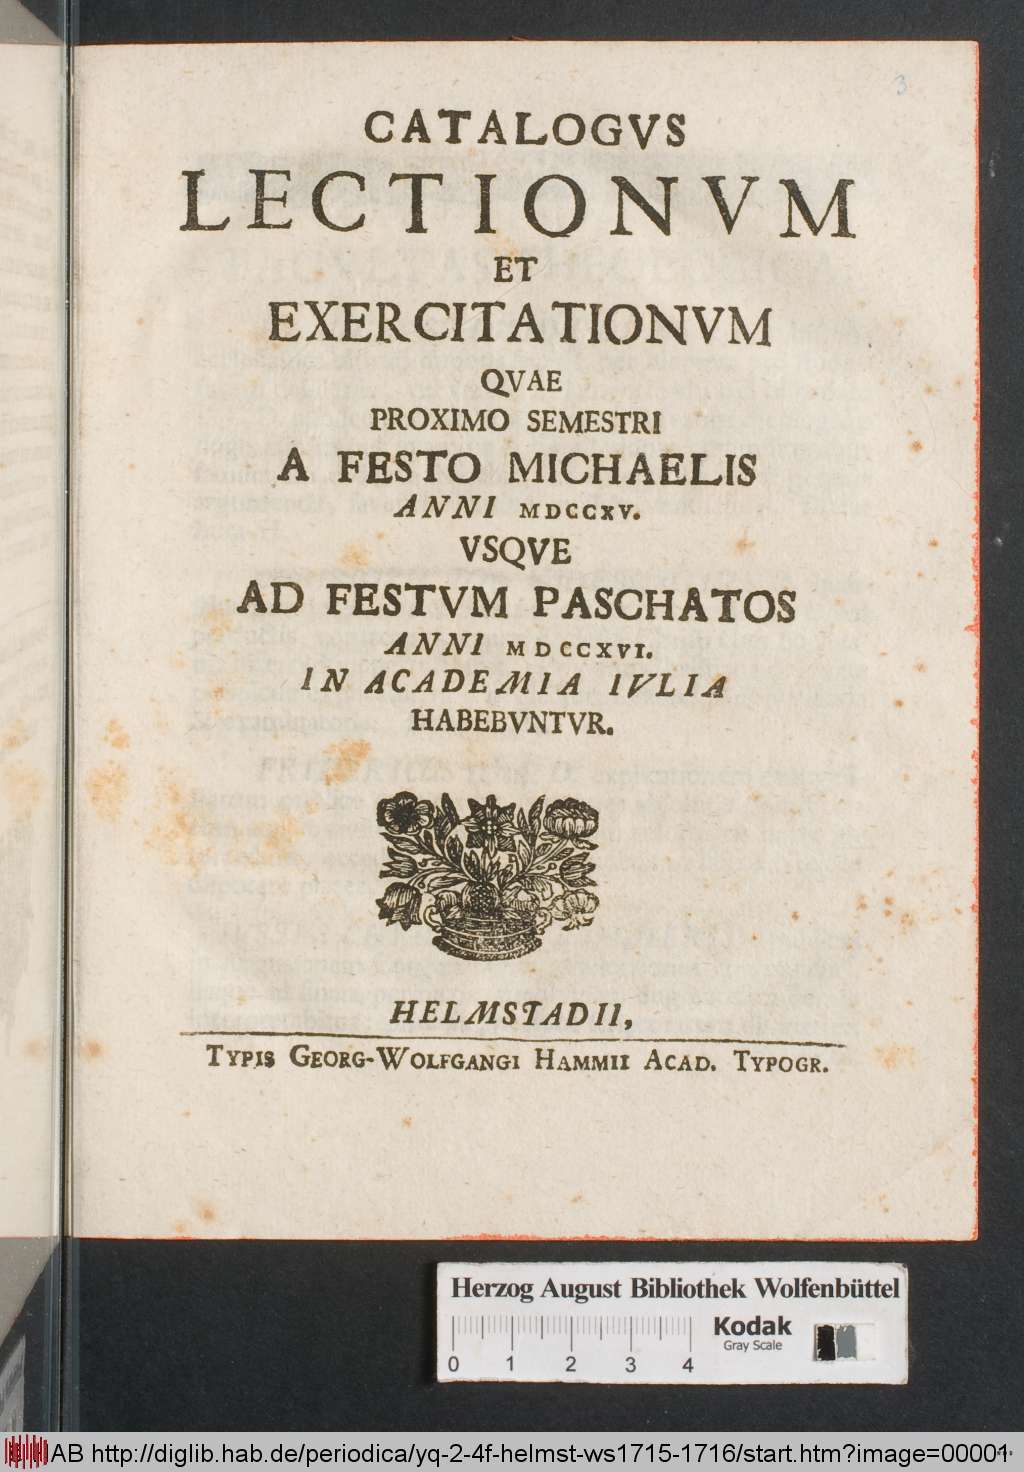 3
CATALOGVS
LECTIONVM
ET
EXERCITATIONVM
QVAE
PROXIMO SEMESTRI
A FESTO MICHAELIS
ANNI MDCCXV.
VSQVE
AD FESTVM PASCHATOS
ANNI MDCCXVI.
IN ACADEMIA IVLIA
HABEBVNTVR.
HELMSTADII,
TYPIS GEORG-WOLFGANGI HAMMII ACAD. TYPOGR.
Herzog August Bibliothek Wolfenbüttel
Kodak
Gray Scale
0 1 2 3 4
HAB http://diglib.hab.de/periodica/yq-2-4f-helmst-ws1715-1716/start.htm?image=00001